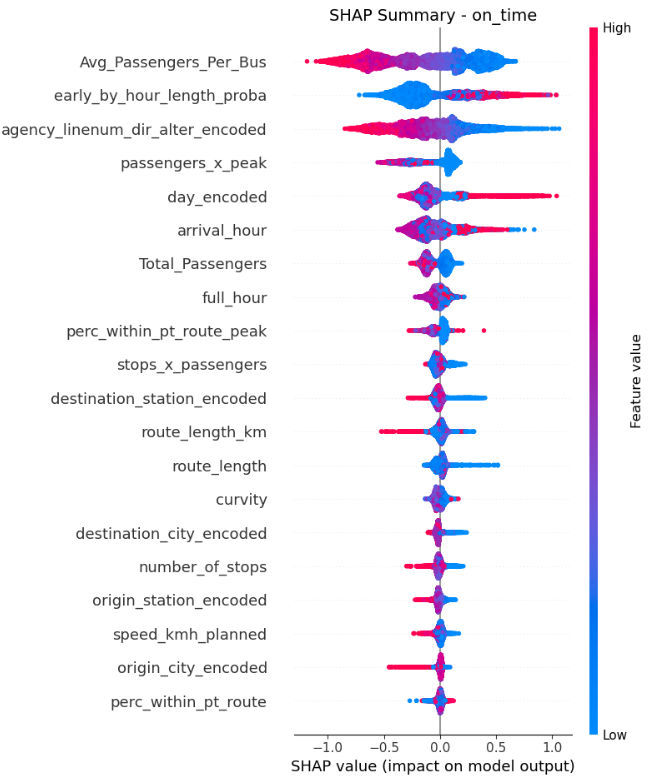 SHAP Summary - on_time
High
Avg_Passengers_Per_Bus
early_by_hour_length_proba
agency_linenum_dir_alter_encoded
passengers_x_peak
day_encoded
arrival_hour
Total_Passengers
full_hour
perc_within_pt_route_peak
stops_x_passengers
destination_station_encoded
route_length_km
route_length
curvity
destination_city_encoded
number_of_stops
origin_station_encoded
speed_kmh_planned
origin_city_encoded
perc_within_pt_route
Feature value
Low
−1.0 −0.5 0.0 0.5 1.0
SHAP value (impact on model output)